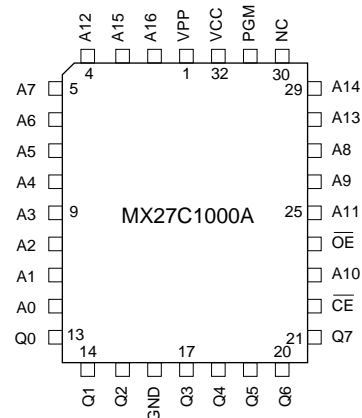 A12 A15 A16 VPP VCC PGM NC
4 1 32 30
A7 5 29 A14
A6 A13
A5 A8
A4 A9
A3 9 MX27C1000A 25 A11
A2 OE
A1 A10
A0 CE
Q0 13 21 Q7
14 17 20
Q1 Q2 GND Q3 Q4 Q5 Q6